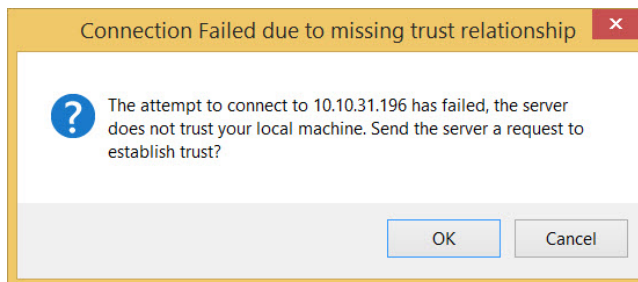 Connection Failed due to missing trust relationship
The attempt to connect to 10.10.31.196 has failed, the server
does not trust your local machine. Send the server a request to
establish trust?
OK
Cancel